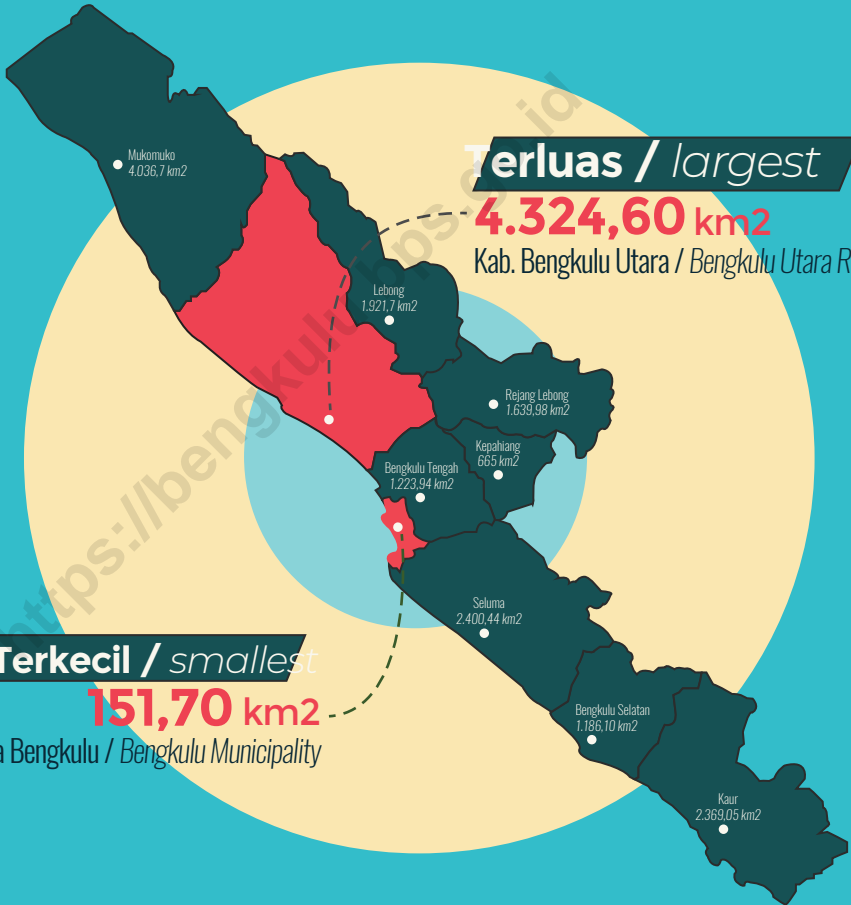 Mukomuko
4.036,7 km2
Terluas / largest
4.324,60 km2
Kab. Bengkulu Utara / Bengkulu Utara R
Lebong
1.921,7 km2
Rejang Lebong
1.639,98 km2
Kepahiang
665 km2
Bengkulu Tengah
1.223,94 km2
Seluma
2.400,44 km2
Terkecil / smallest
151,70 km2
a Bengkulu / Bengkulu Municipality
Bengkulu Selatan
1.186,10 km2
Kaur
2.369,05 km2
https://bengkulu.bps.go.id